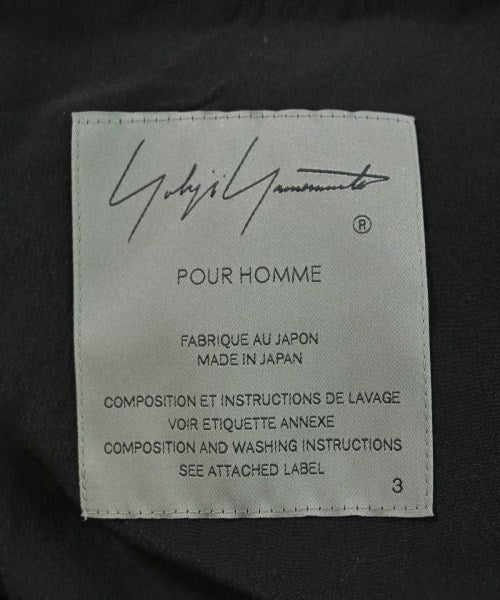 Yohji Yamamoto
®
POUR HOMME
FABRIQUE AU JAPON
MADE IN JAPAN
COMPOSITION ET INSTRUCTIONS DE LAVAGE
VOIR ETIQUETTE ANNEXE
COMPOSITION AND WASHING INSTRUCTIONS
SEE ATTACHED LABEL
3